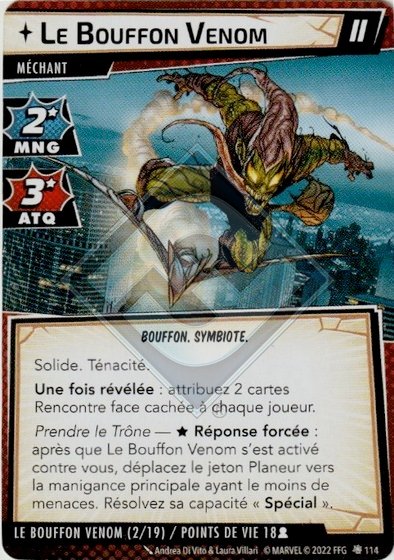 Le Bouffon Venom
II
MÉCHANT
2★
MNG
3★
ATQ
BOUFFON. SYMBIOTE.
Solide. Ténacité.
Une fois révélée : attribuez 2 cartes
Rencontre face cachée à chaque joueur.
Prendre le Trône — ★ Réponse forcée :
après que Le Bouffon Venom s'est activé
contre vous, déplacez le jeton Planeur vers
la manigance principale ayant le moins de
menaces. Résolvez sa capacité « Spécial ».
LE BOUFFON VENOM (2/19) / POINTS DE VIE 18
Andrea Di Vito & Laura Villari © MARVEL © 2022 FFG 114